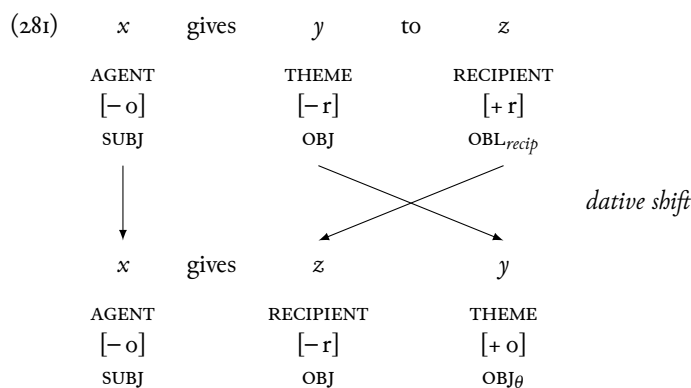 (281) x gives y to z
AGENT THEME RECIPIENT
[− o] [− r] [+ r]
SUBJ OBJ OBL_recip
dative shift
x gives z y
AGENT RECIPIENT THEME
[− o] [− r] [+ o]
SUBJ OBJ OBJ_θ